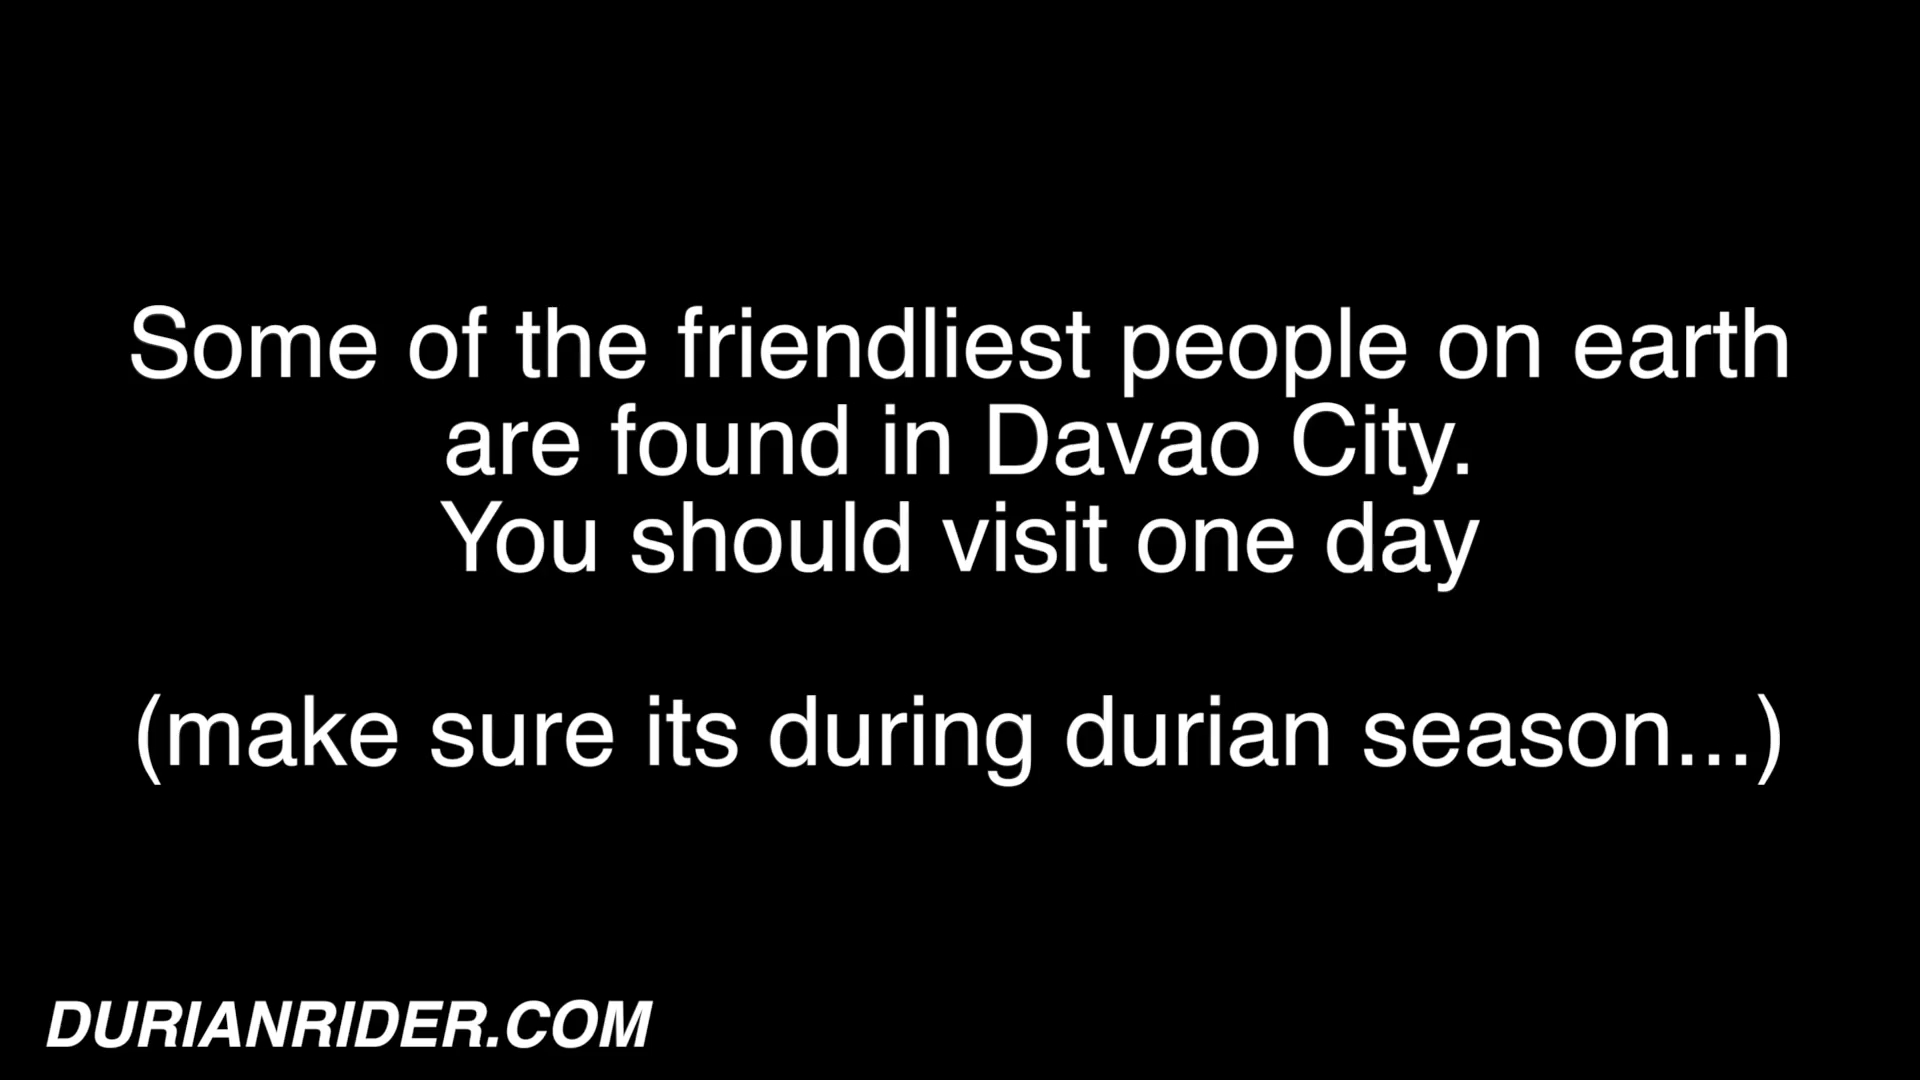 Some of the friendliest people on earth
are found in Davao City.
You should visit one day
(make sure its during durian season...)
DURIANRIDER.COM